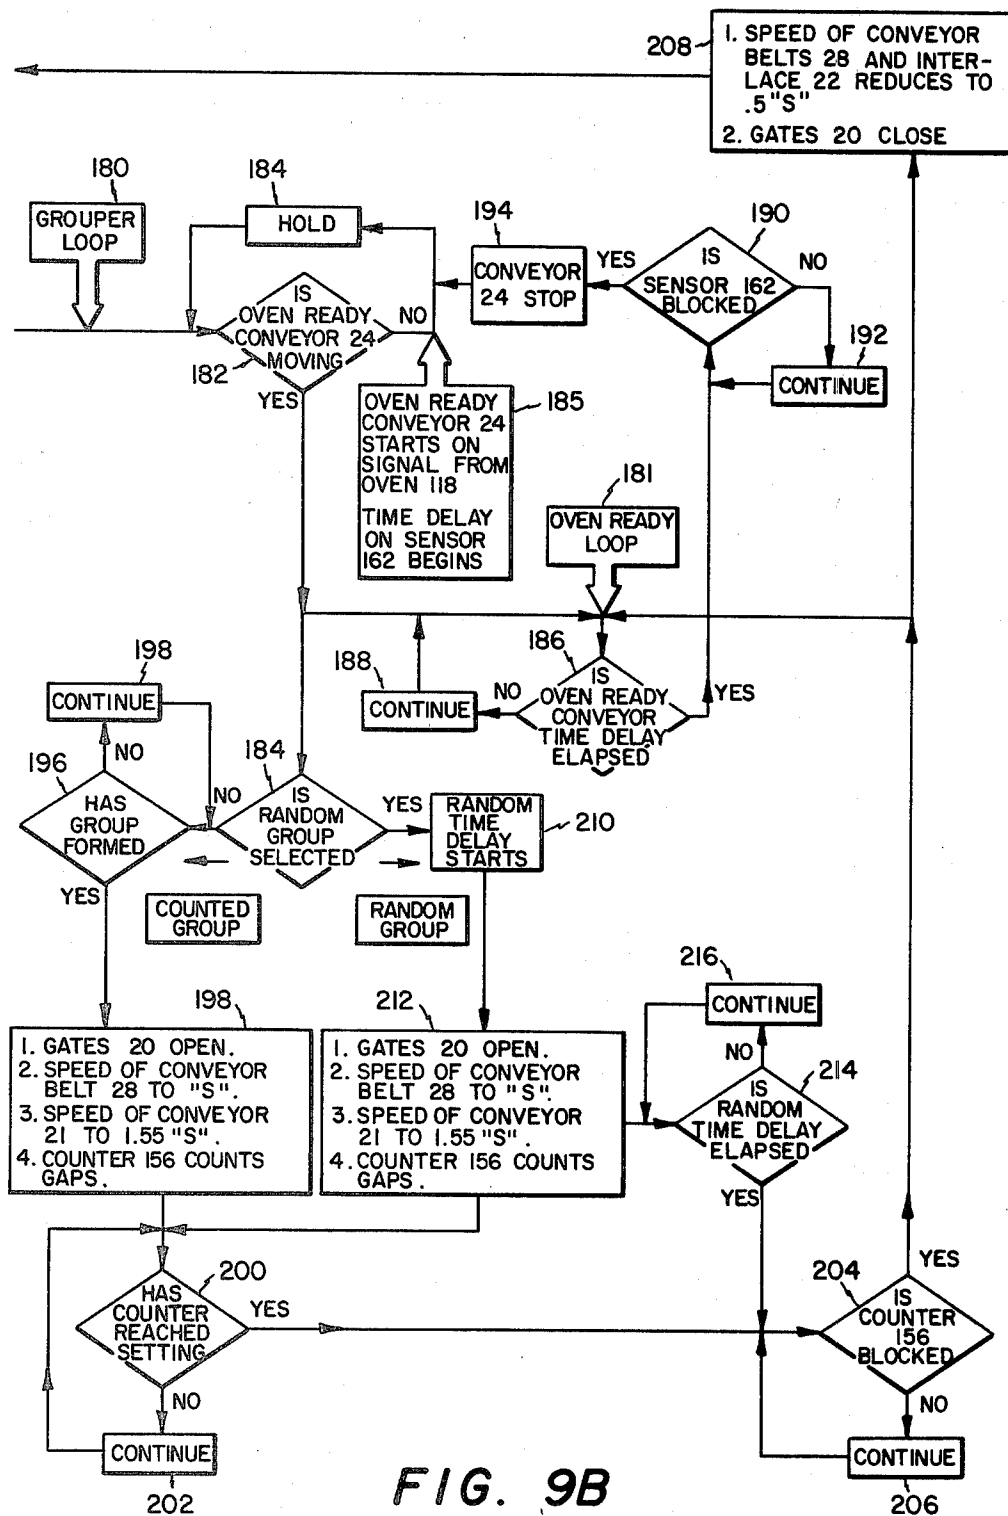 208
1. SPEED OF CONVEYOR
BELTS 28 AND INTER-
LACE 22 REDUCES TO
.5 "S"
2. GATES 20 CLOSE
180
GROUPER
LOOP
184
HOLD
194
CONVEYOR
24 STOP
190
YES
IS
SENSOR 162
BLOCKED
NO
192
CONTINUE
IS
OVEN READY
CONVEYOR 24
MOVING
182
NO
YES
OVEN READY
CONVEYOR 24
STARTS ON
SIGNAL FROM
OVEN 118
TIME DELAY
ON SENSOR
162 BEGINS
185
181
OVEN READY
LOOP
186
IS
OVEN READY
CONVEYOR
TIME DELAY
ELAPSED
NO
YES
188
CONTINUE
198
CONTINUE
NO
196
HAS
GROUP
FORMED
YES
NO
184
IS
RANDOM
GROUP
SELECTED
YES
RANDOM
TIME
DELAY
STARTS
210
COUNTED
GROUP
RANDOM
GROUP
198
1. GATES 20 OPEN.
2. SPEED OF CONVEYOR
BELT 28 TO "S".
3. SPEED OF CONVEYOR
21 TO 1.55 "S".
4. COUNTER 156 COUNTS
GAPS.
212
1. GATES 20 OPEN.
2. SPEED OF CONVEYOR
BELT 28 TO "S".
3. SPEED OF CONVEYOR
21 TO 1.55 "S".
4. COUNTER 156 COUNTS
GAPS.
216
CONTINUE
NO
214
IS
RANDOM
TIME DELAY
ELAPSED
YES
200
HAS
COUNTER
REACHED
SETTING
YES
NO
CONTINUE
202
204
IS
COUNTER
156
BLOCKED
YES
NO
CONTINUE
206
FIG. 9B